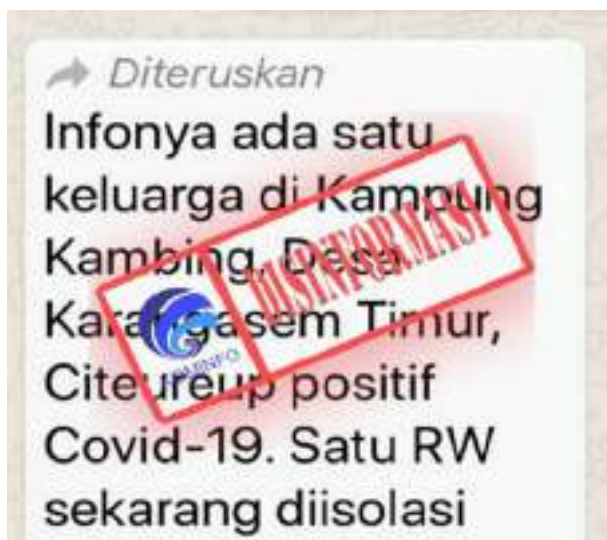 Diteruskan
Infonya ada satu
keluarga di Kampung
Kambing, Desa
Karangasem Timur,
Citeureup positif
Covid-19. Satu RW
sekarang diisolasi
DISINFORMASI
KOMINFO